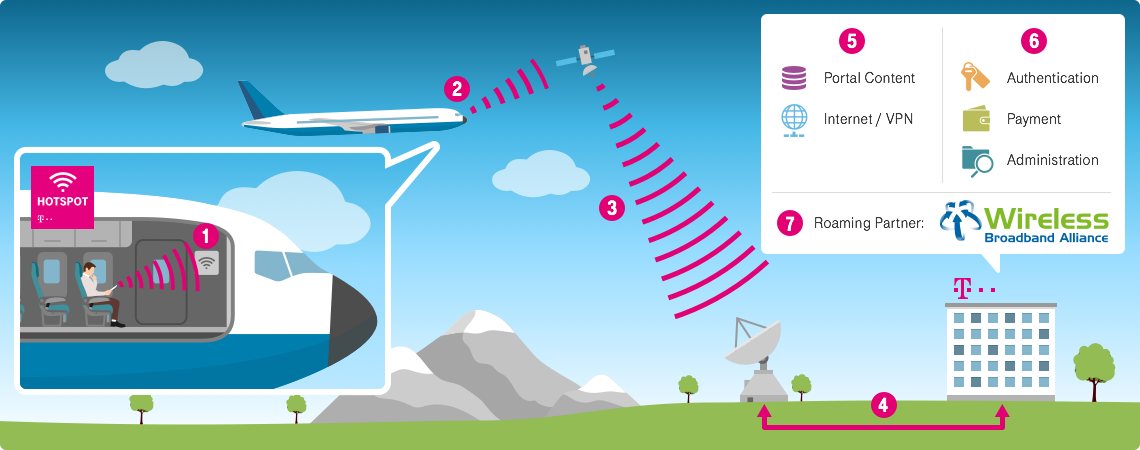 5
6
Portal Content
Authentication
Internet / VPN
Payment
Administration
7
Roaming Partner:
Wireless
Broadband Alliance
2
HOTSPOT
T
1
3
T
4